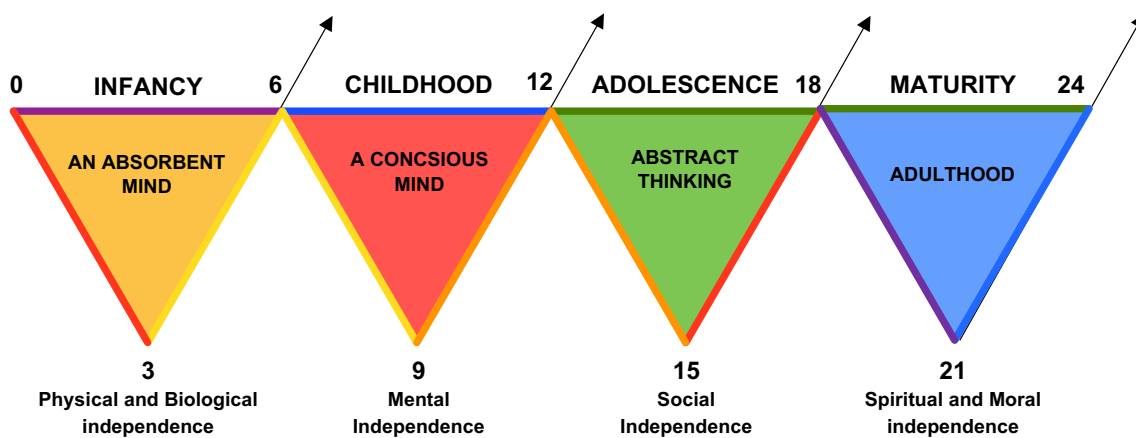 0 INFANCY 6 CHILDHOOD 12 ADOLESCENCE 18 MATURITY 24
AN ABSORBENT
MIND
A CONCSIOUS
MIND
ABSTRACT
THINKING
ADULTHOOD
3
Physical and Biological
independence
9
Mental
Independence
15
Social
Independence
21
Spiritual and Moral
independence